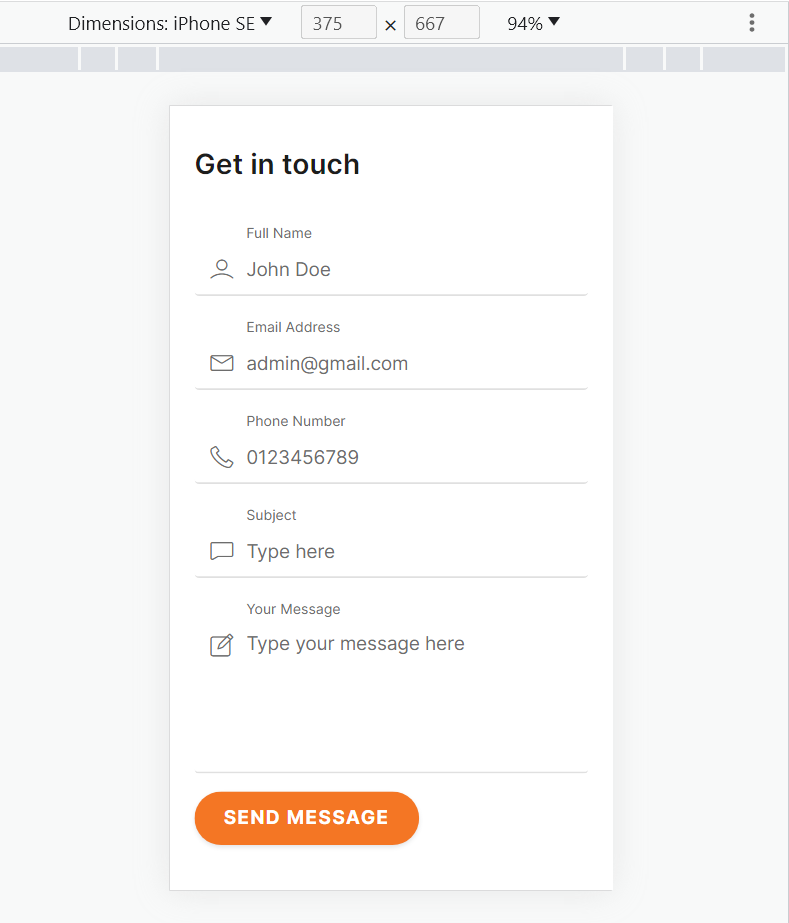 Dimensions: iPhone SE 375 × 667 94%
Get in touch
Full Name
John Doe
Email Address
admin@gmail.com
Phone Number
0123456789
Subject
Type here
Your Message
Type your message here
SEND MESSAGE